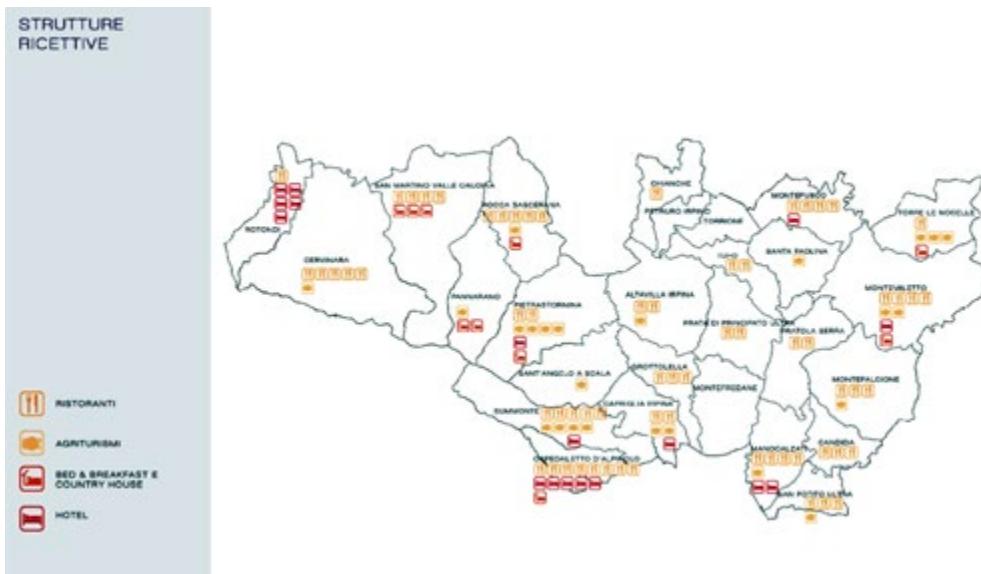 STRUTTURE
RICETTIVE
CHIANCHE
SAN MARTINO VALLE CAUDINA
MONTEFUSCO
ROCCA BASCERANA
PETRURO IRPINO
TORRE LE NOCELLE
TORRIONI
ROTONDI
TUFO
SANTA PAOLINA
CERVINARA
MONTEMILETTO
PANNARANO
ALTAVILLA IRPINA
PIETRASTORNINA
PRATA DI PRINCIPATO ULTRA
PRATOLA SERRA
GROTTOLELLA
SANT'ANGELO A SCALA
MONTEFALCIONE
MONTEFREDANE
RISTORANTI
CAPRIGLIA IRPINA
SUMMONTE
AGRITURISMI
CANDIDA
MANOCALZATI
OSPEDALETTO D'ALPINOLO
BED & BREAKFAST E
COUNTRY HOUSE
SAN POTITO ULTRA
HOTEL